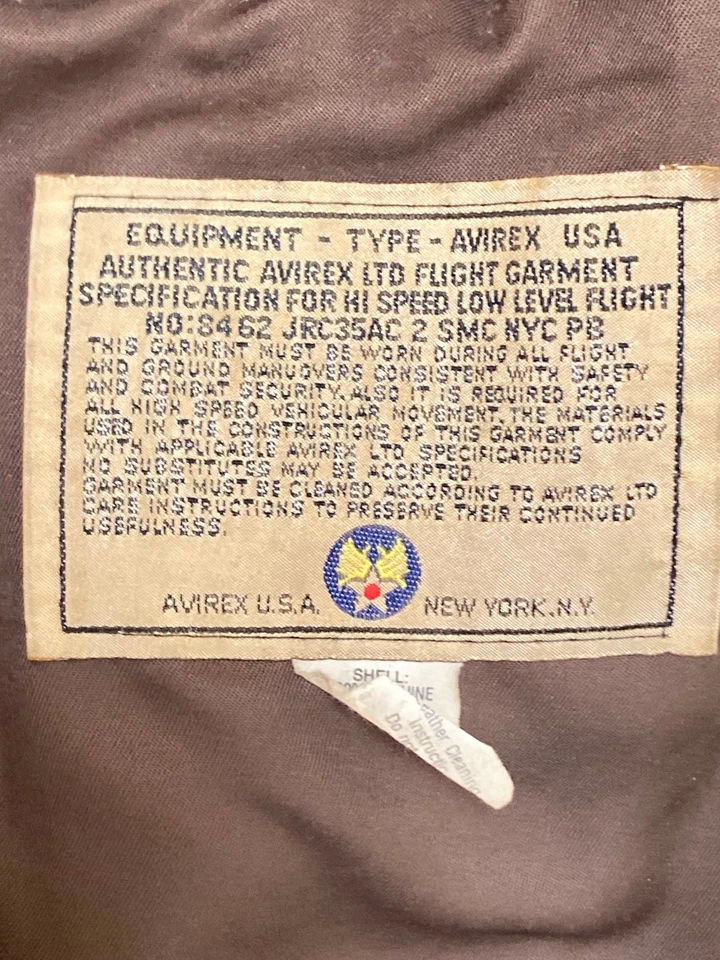 EQUIPMENT - TYPE - AVIREX USA
AUTHENTIC AVIREX LTD FLIGHT GARMENT
SPECIFICATION FOR HI SPEED LOW LEVEL FLIGHT
NO:8462 JRC35AC 2 SMC NYC PB
THIS GARMENT MUST BE WORN DURING ALL FLIGHT
AND GROUND MANUOVERS CONSISTENT WITH SAFETY
AND COMBAT SECURITY. ALSO IT IS REQUIRED FOR
ALL HIGH SPEED VEHICULAR MOVEMENT. THE MATERIALS
USED IN THE CONSTRUCTIONS OF THIS GARMENT COMPLY
WITH APPLICABLE AVIREX LTD SPECIFICATIONS
NO SUBSTITUTES MAY BE ACCEPTED.
GARMENT MUST BE CLEANED ACCORDING TO AVIREX LTD
CARE INSTRUCTIONS TO PRESERVE THEIR CONTINUED
USEFULNESS.
AVIREX U.S.A. NEW YORK.N.Y.
SHELL:
Cleaning
Do